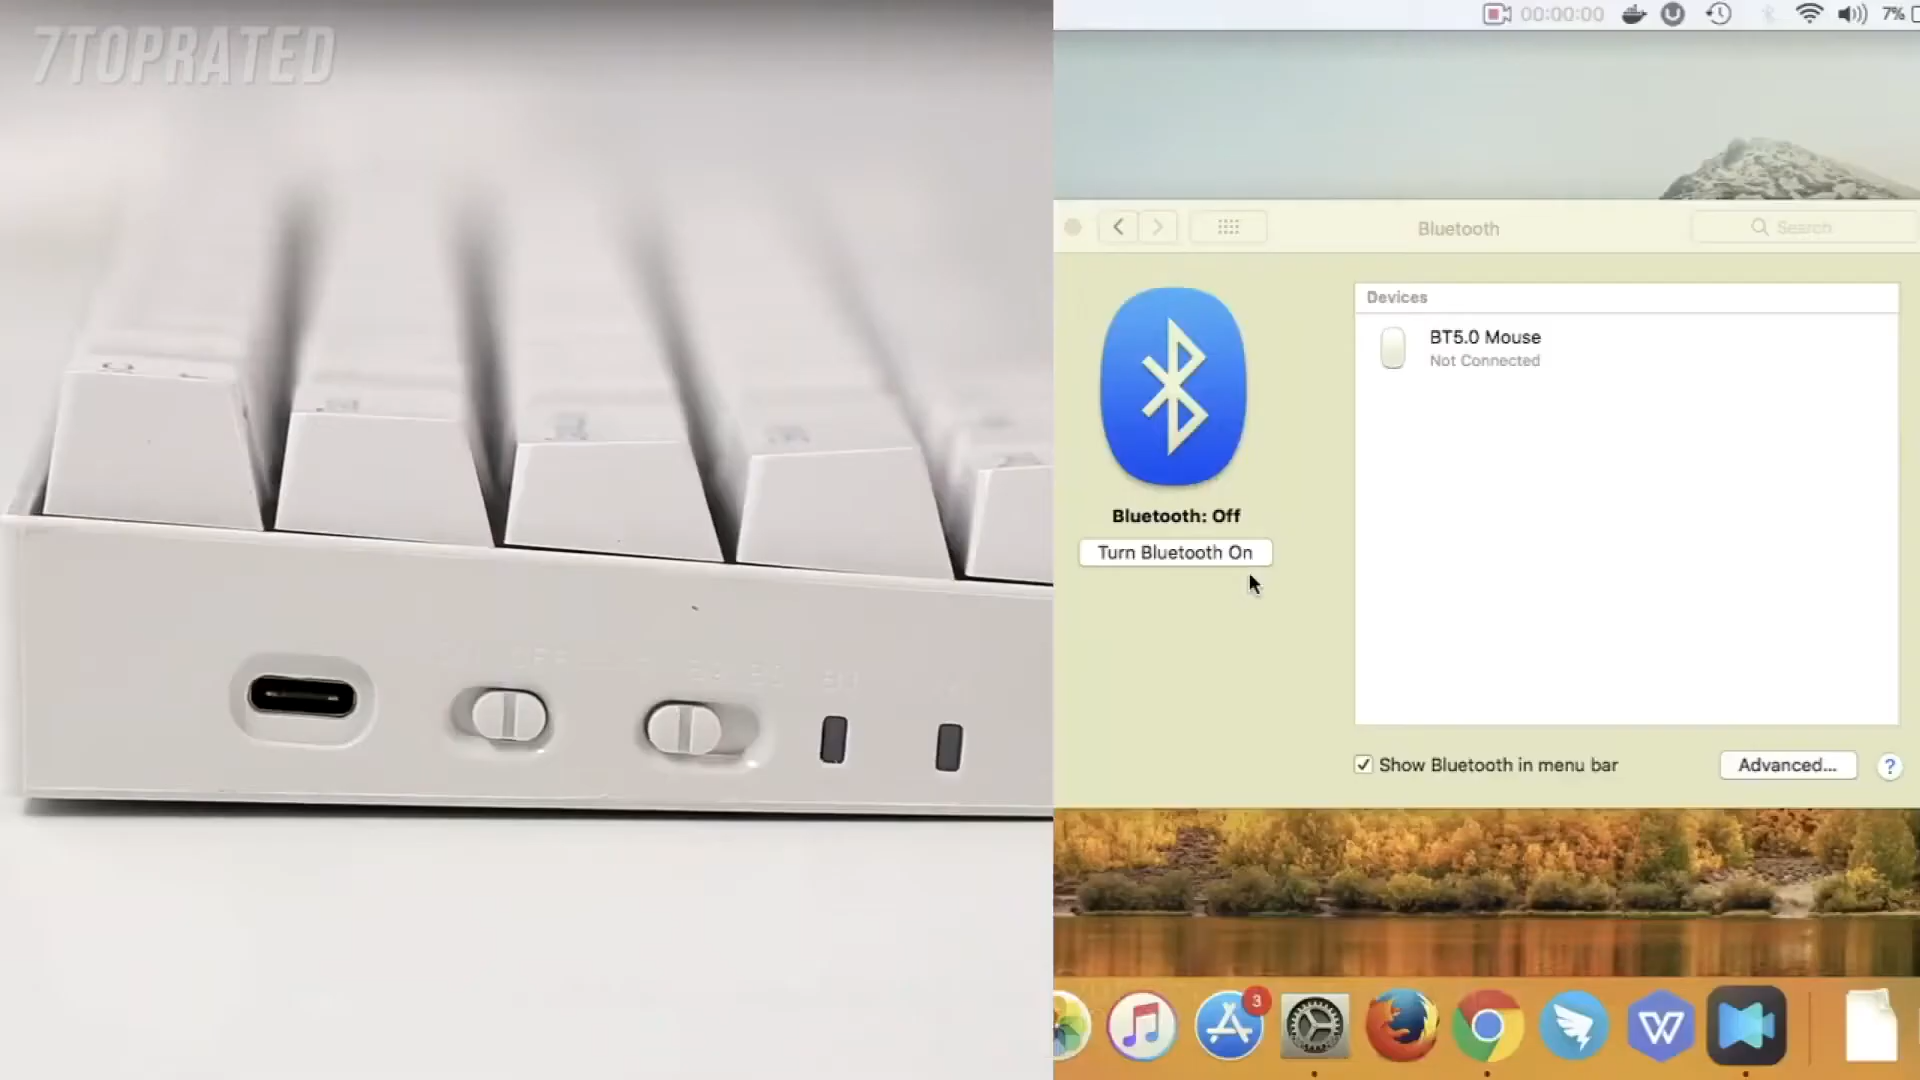 7TOPRATED
00:00:00
7%
Bluetooth
Search
Devices
BT5.0 Mouse
Not Connected
Bluetooth: Off
Turn Bluetooth On
Show Bluetooth in menu bar
Advanced...
?
3
W